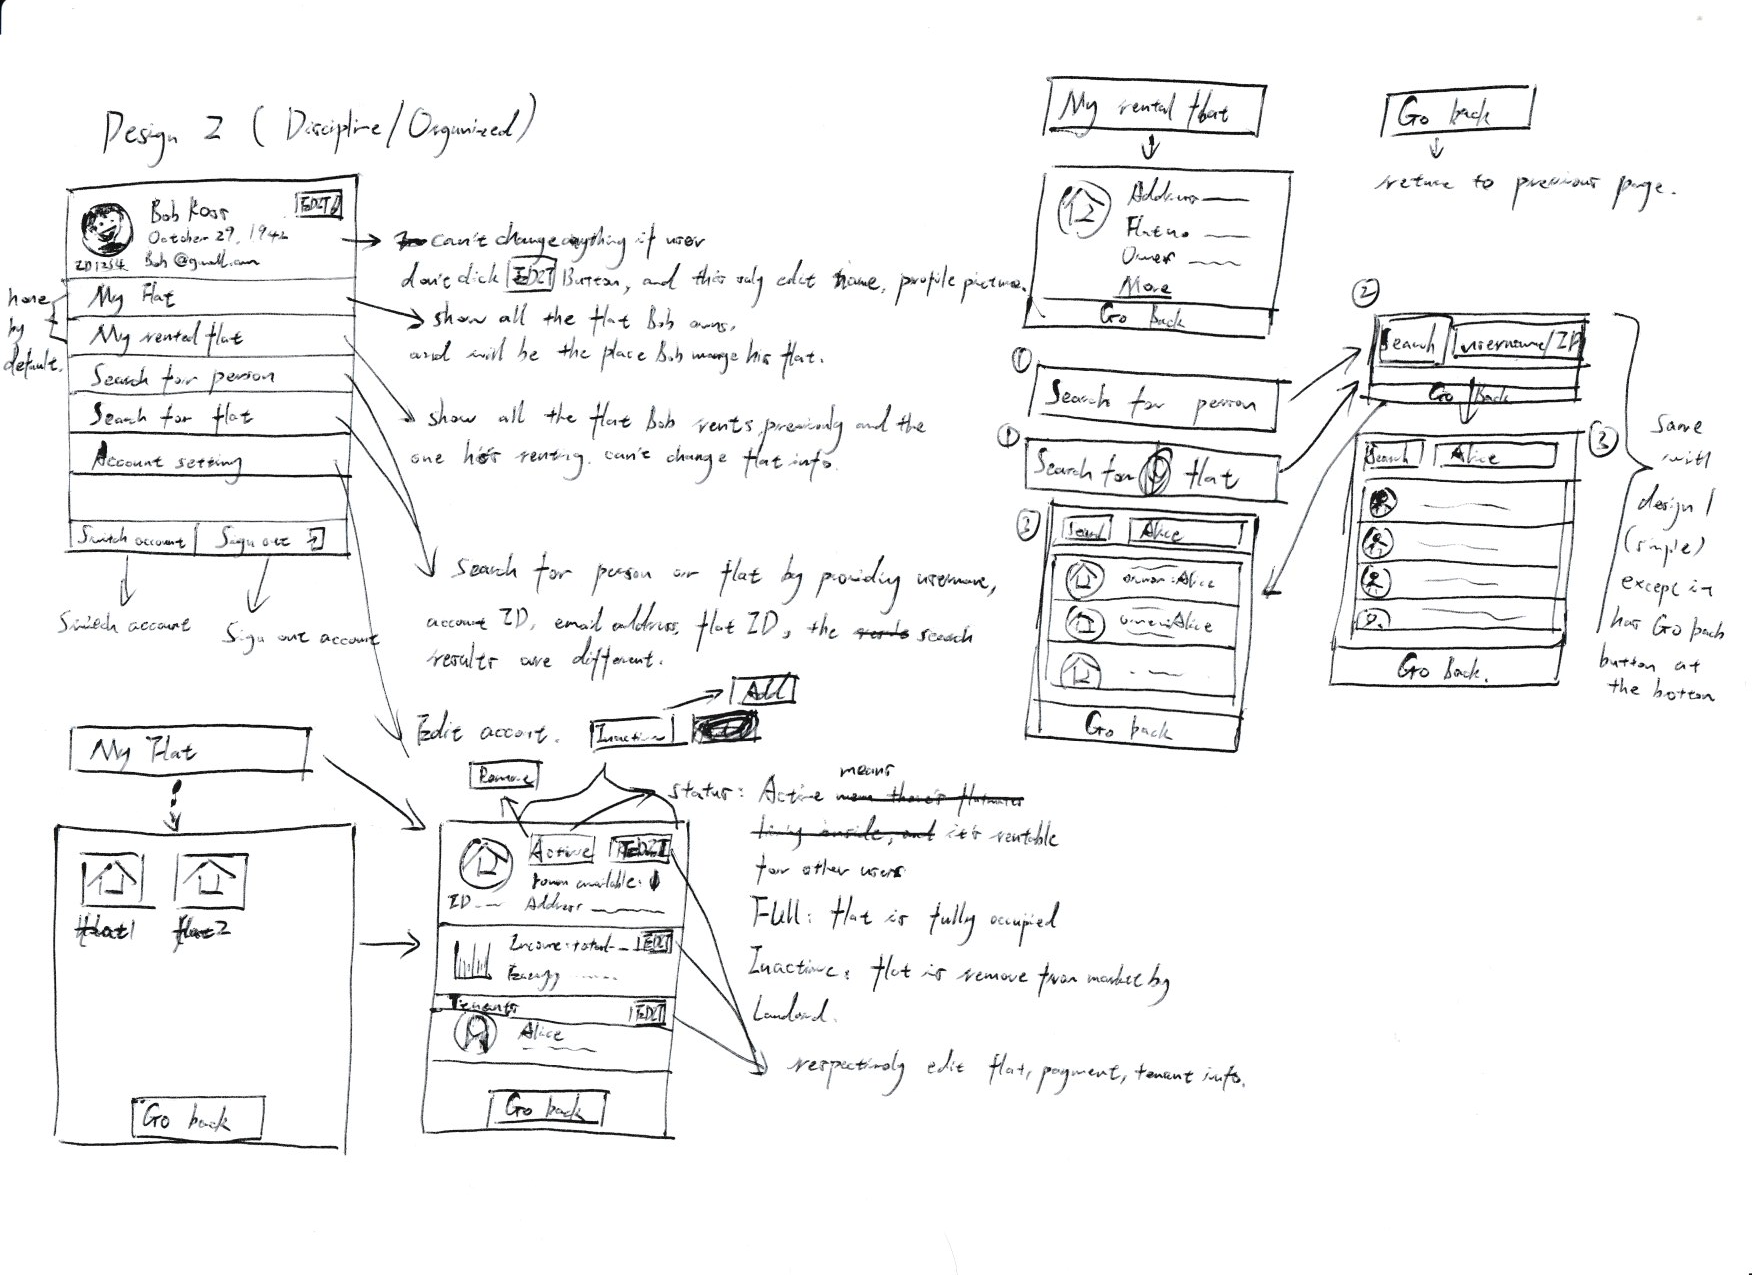 Design 2 (Discipline/Organized)
Bob Ross
EDIT
October 29, 1942
ID1234
Bob@gmail.com
My Flat
My rented flat
Search for person
Search for flat
Account setting
Switch account
Sign out
by
default.
can't change anything if user
don't click EDIT Button, and this only edit name, profile picture.
show all the flat Bob owns.
and will be the place Bob manage his flat.
show all the flat Bob rents previously and the
one he's renting. can't change flat info.
Search for person or flat by providing username,
account ID, email address, flat ID, the search
results are different.
Edit account.
Switch account
Sign out account
My Flat
flat1
flat2
Go back
Inactive
Add
Remove
Active
EDIT
room available:
ID
Address
Income: total
EDIT
Energy
Tenants
EDIT
Alice
Go back
status: Active means
it's rentable
for other users
Full: flat is fully occupied
Inactive: flat is remove from market by
Landlord.
respectively edit flat, payment, tenant info.
My rental flat
Address
Flat no
Owner
More
Go Back
Go back
return to previous page.
1
Search for person
1
Search for flat
2
Search
username/ID
Go Back
3
Search
Alice
owner: Alice
owner: Alice
Go back
3
Search
Alice
Go Back.
same
with
design 1
(simple)
except it
has Go back
button at
the bottom